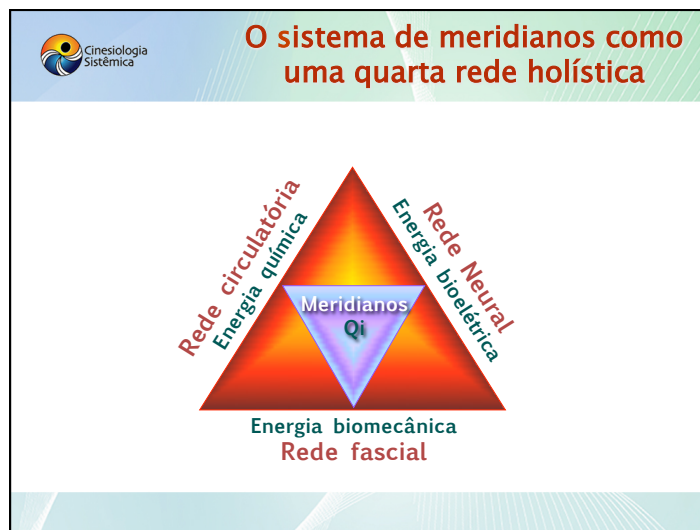 Cinesiologia
Sistêmica
O sistema de meridianos como
uma quarta rede holística
Rede circulatória
Energia química
Rede Neural
Energia bioelétrica
Meridianos
Qi
Energia biomecânica
Rede fascial